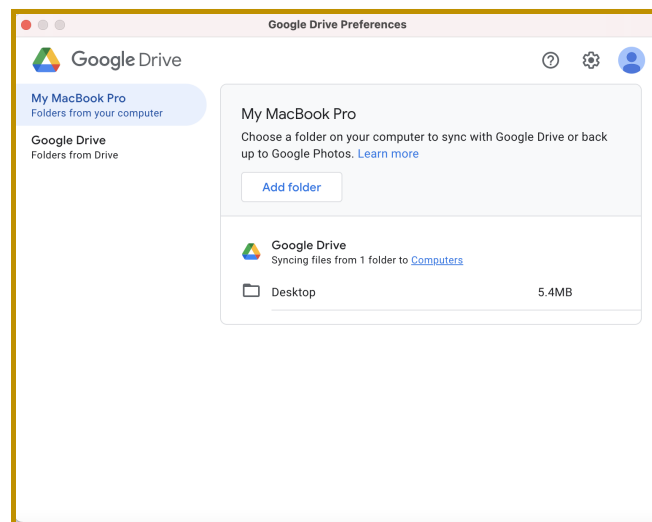 Google Drive Preferences
Google Drive
My MacBook Pro
Folders from your computer
Google Drive
Folders from Drive
My MacBook Pro
Choose a folder on your computer to sync with Google Drive or back
up to Google Photos. Learn more
Add folder
Google Drive
Syncing files from 1 folder to Computers
Desktop 5.4MB